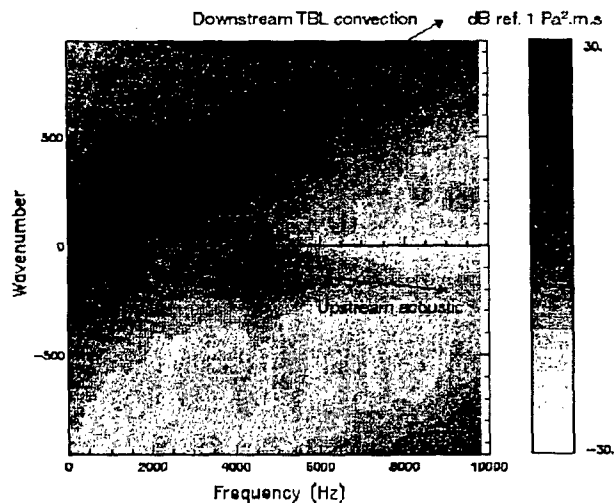 Downstream TBL convection
dB ref. 1 Pa².m.s
30.
500
Wavenumber
0
Upstream acoustic
-500
-30.
0 2000 4000 6000 8000 10000
Frequency (Hz)